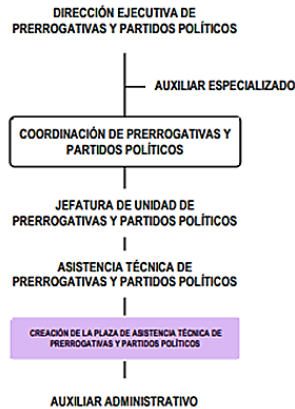 DIRECCIÓN EJECUTIVA DE
PRERROGATIVAS Y PARTIDOS POLÍTICOS
AUXILIAR ESPECIALIZADO
COORDINACIÓN DE PRERROGATIVAS Y
PARTIDOS POLÍTICOS
JEFATURA DE UNIDAD DE
PRERROGATIVAS Y PARTIDOS POLÍTICOS
ASISTENCIA TÉCNICA DE
PRERROGATIVAS Y PARTIDOS POLÍTICOS
CREACIÓN DE LA PLAZA DE ASISTENCIA TÉCNICA DE
PRERROGATIVAS Y PARTIDOS POLÍTICOS
AUXILIAR ADMINISTRATIVO